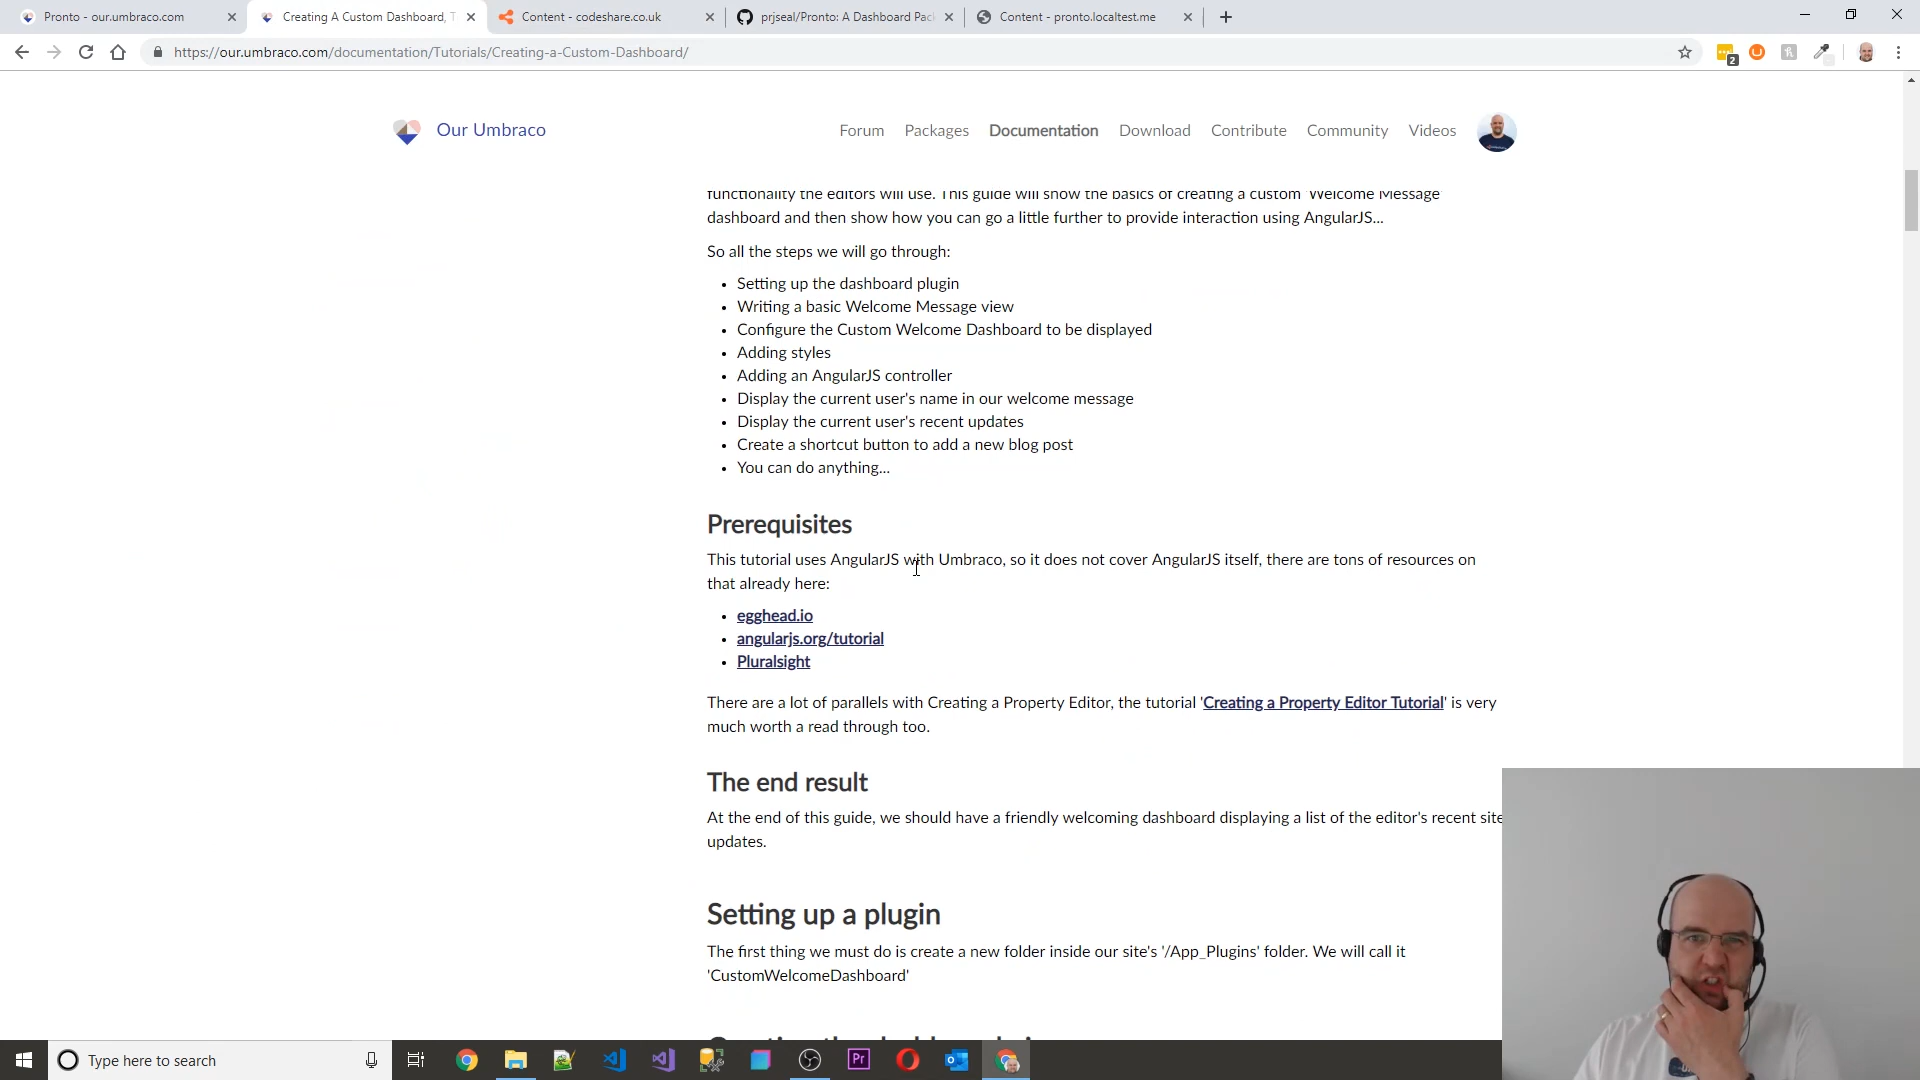 Pronto - our.umbraco.com
Creating A Custom Dashboard, T
Content - codeshare.co.uk
prjseal/Pronto: A Dashboard Pac
Content - pronto.localtest.me
https://our.umbraco.com/documentation/Tutorials/Creating-a-Custom-Dashboard/
2
Our Umbraco
Forum
Packages
Documentation
Download
Contribute
Community
Videos
functionality the editors will use. This guide will show the basics of creating a custom 'Welcome Message'
dashboard and then show how you can go a little further to provide interaction using AngularJS...
So all the steps we will go through:
• Setting up the dashboard plugin
• Writing a basic Welcome Message view
• Configure the Custom Welcome Dashboard to be displayed
• Adding styles
• Adding an AngularJS controller
• Display the current user's name in our welcome message
• Display the current user's recent updates
• Create a shortcut button to add a new blog post
• You can do anything...
Prerequisites
This tutorial uses AngularJS with Umbraco, so it does not cover AngularJS itself, there are tons of resources on
that already here:
• egghead.io
• angularjs.org/tutorial
• Pluralsight
There are a lot of parallels with Creating a Property Editor, the tutorial 'Creating a Property Editor Tutorial' is very
much worth a read through too.
The end result
At the end of this guide, we should have a friendly welcoming dashboard displaying a list of the editor's recent site
updates.
Setting up a plugin
The first thing we must do is create a new folder inside our site's '/App_Plugins' folder. We will call it
'CustomWelcomeDashboard'
Type here to search
Pr